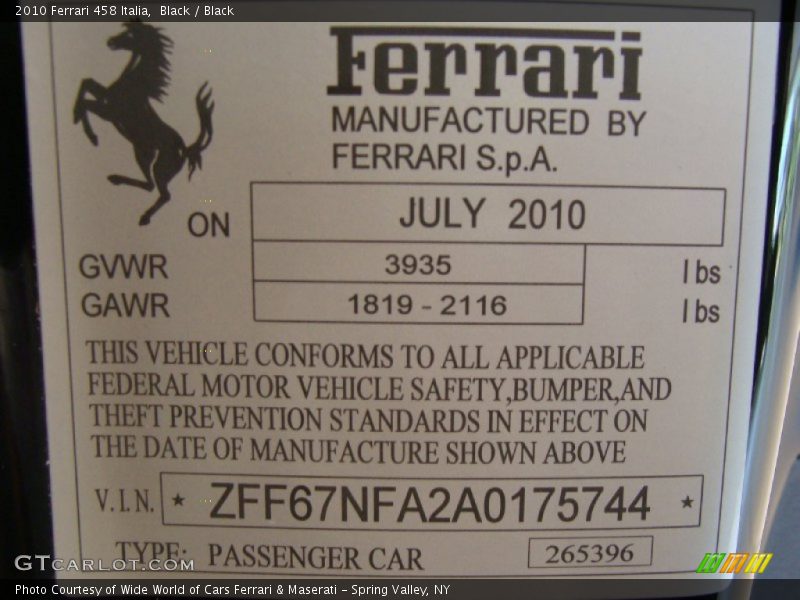 2010 Ferrari 458 Italia,  Black / Black
Ferrari
MANUFACTURED BY
FERRARI S.p.A.
ON JULY 2010
GVWR 3935 lbs
GAWR 1819 - 2116 lbs
THIS VEHICLE CONFORMS TO ALL APPLICABLE
FEDERAL MOTOR VEHICLE SAFETY,BUMPER,AND
THEFT PREVENTION STANDARDS IN EFFECT ON
THE DATE OF MANUFACTURE SHOWN ABOVE
V.I.N. ★ ZFF67NFA2A0175744 ★
TYPE: PASSENGER CAR 265396
GTCARLOT.COM
Photo Courtesy of Wide World of Cars Ferrari & Maserati – Spring Valley, NY